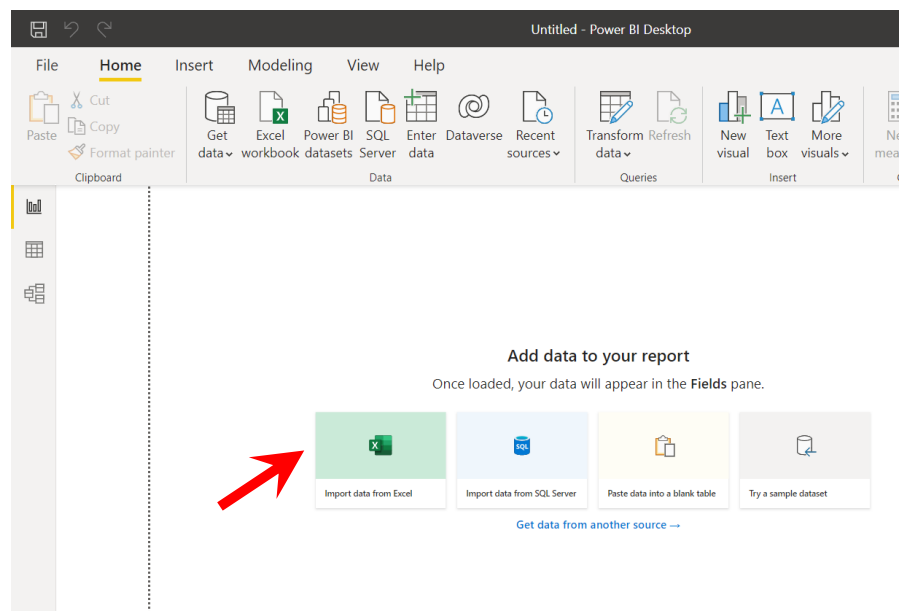 Untitled - Power BI Desktop
File Home Insert Modeling View Help
Paste
Cut
Copy
Format painter
Clipboard
Get data
Excel workbook
Power BI datasets
SQL Server
Enter data
Dataverse
Recent sources
Data
Transform data
Refresh
Queries
New visual
Text box
More visuals
Insert
Add data to your report
Once loaded, your data will appear in the Fields pane.
X
SQL
Import data from Excel
Import data from SQL Server
Paste data into a blank table
Try a sample dataset
Get data from another source →